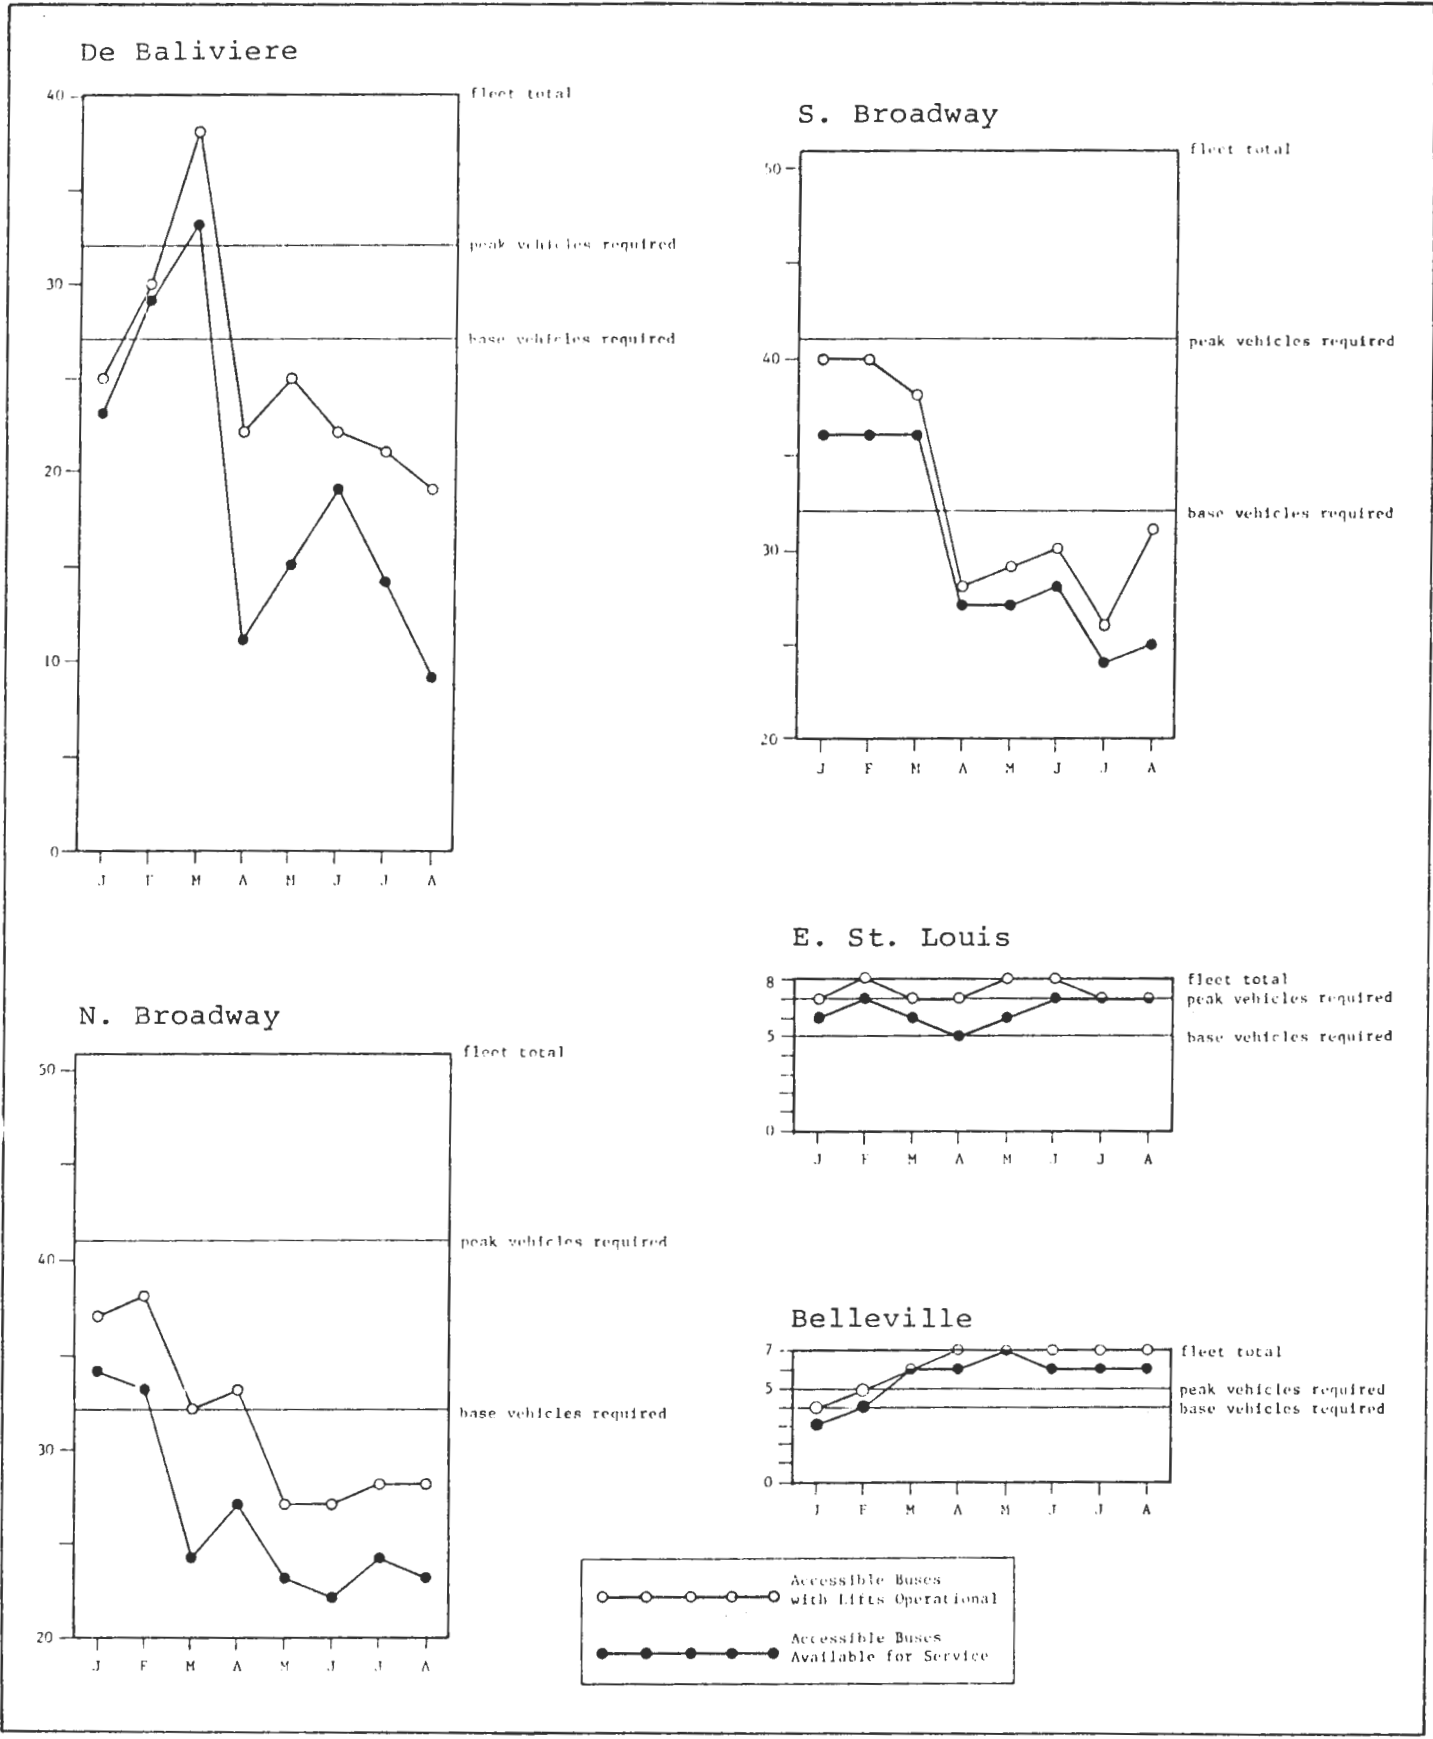 De Baliviere
40
fleet total
peak vehicles required
30
base vehicles required
20
10
0
J F M A M J J A
S. Broadway
fleet total
50
peak vehicles required
40
base vehicles required
30
20
J F M A M J J A
E. St. Louis
8
fleet total
peak vehicles required
5
base vehicles required
0
J F M A M J J A
N. Broadway
fleet total
50
peak vehicles required
40
base vehicles required
30
20
J F M A M J J A
Belleville
7
fleet total
5
peak vehicles required
base vehicles required
0
J F M A M J J A
Accessible Buses
with Lifts Operational
Accessible Buses
Available for Service